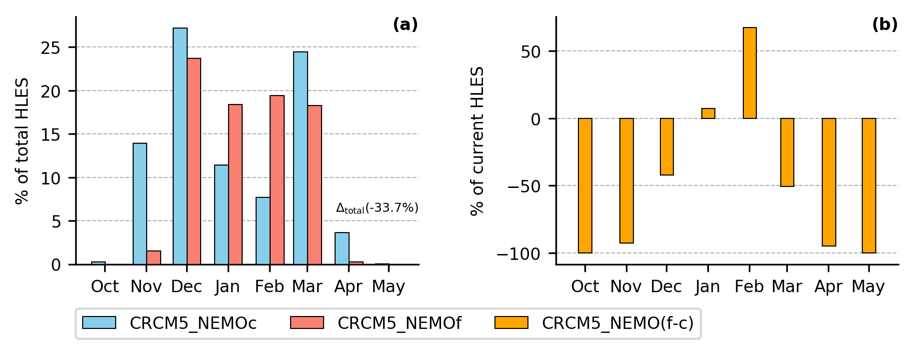 (a)
% of total HLES
25
20
15
10
5
0
Δtotal(-33.7%)
Oct Nov Dec Jan Feb Mar Apr May
(b)
% of current HLES
50
0
−50
−100
Oct Nov Dec Jan Feb Mar Apr May
CRCM5_NEMOc CRCM5_NEMOf CRCM5_NEMO(f-c)